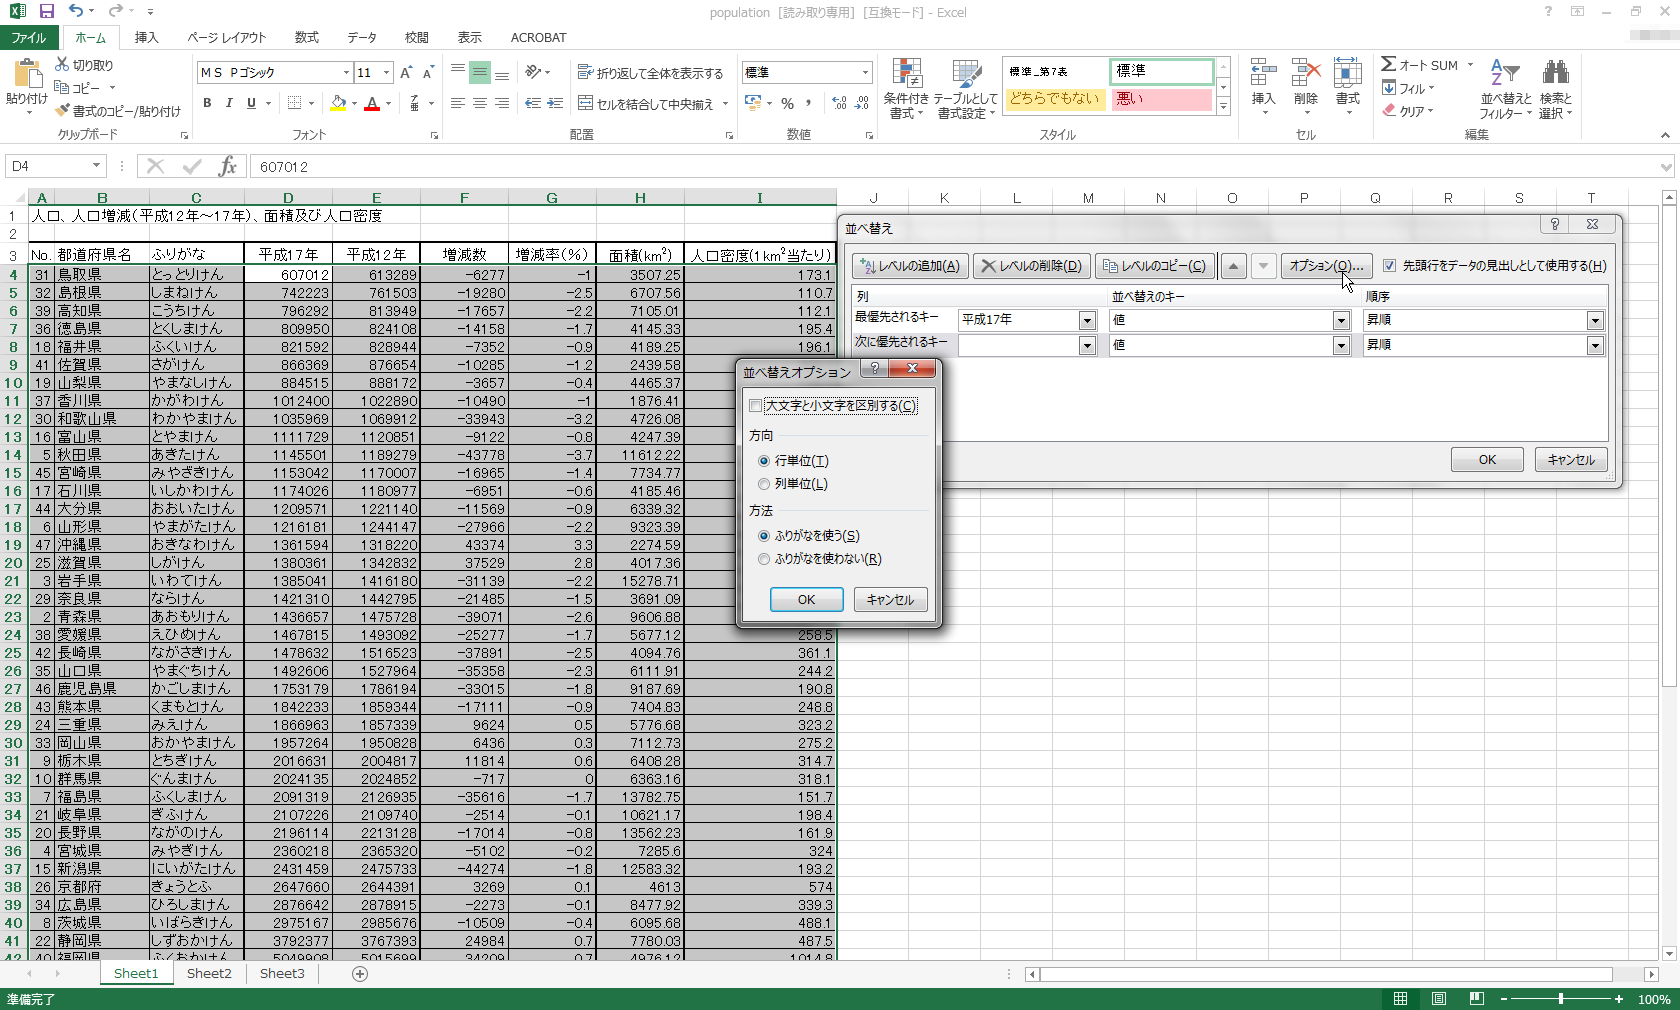 population [読み取り専用] [互換モード] - Excel
ファイル ホーム 挿入 ページ レイアウト 数式 データ 校閲 表示 ACROBAT
貼り付け 切り取り コピー 書式のコピー/貼り付け クリップボード
MS Pゴシック 11 B I U フォント
折り返して全体を表示する セルを結合して中央揃え 配置
標準 % 数値
条件付き書式 テーブルとして書式設定 標準_第7表 標準 どちらでもない 悪い スタイル
挿入 削除 書式 セル
オート SUM フィル クリア 並べ替えとフィルター 検索と選択 編集
D4 fx 607012
A B C D E F G H I J K L M N O P Q R S T
1 人口、人口増減(平成12年~17年)、面積及び人口密度
2
3 No. 都道府県名 ふりがな 平成17年 平成12年 増減数 増減率(%) 面積(km²) 人口密度(1km²当たり)
4 31 鳥取県 とっとりけん 607012 613289 -6277 -1 3507.25 173.1
5 32 島根県 しまねけん 742223 761503 -19280 -2.5 6707.56 110.7
6 39 高知県 こうちけん 796292 813949 -17657 -2.2 7105.01 112.1
7 36 徳島県 とくしまけん 809950 824108 -14158 -1.7 4145.33 195.4
8 18 福井県 ふくいけん 821592 828944 -7352 -0.9 4189.25 196.1
9 41 佐賀県 さがけん 866369 876654 -10285 -1.2 2439.58
10 19 山梨県 やまなしけん 884515 888172 -3657 -0.4 4465.37
11 37 香川県 かがわけん 1012400 1022890 -10490 -1 1876.41
12 30 和歌山県 わかやまけん 1035969 1069912 -33943 -3.2 4726.08
13 16 富山県 とやまけん 1111729 1120851 -9122 -0.8 4247.39
14 5 秋田県 あきたけん 1145501 1189279 -43778 -3.7 11612.22
15 45 宮崎県 みやざきけん 1153042 1170007 -16965 -1.4 7734.77
16 17 石川県 いしかわけん 1174026 1180977 -6951 -0.6 4185.46
17 44 大分県 おおいたけん 1209571 1221140 -11569 -0.9 6339.32
18 6 山形県 やまがたけん 1216181 1244147 -27966 -2.2 9323.39
19 47 沖縄県 おきなわけん 1361594 1318220 43374 3.3 2274.59
20 25 滋賀県 しがけん 1380361 1342832 37529 2.8 4017.36
21 3 岩手県 いわてけん 1385041 1416180 -31139 -2.2 15278.71
22 29 奈良県 ならけん 1421310 1442795 -21485 -1.5 3691.09
23 2 青森県 あおもりけん 1436657 1475728 -39071 -2.6 9606.88
24 38 愛媛県 えひめけん 1467815 1493092 -25277 -1.7 5677.12 258.5
25 42 長崎県 ながさきけん 1478632 1516523 -37891 -2.5 4094.76 361.1
26 35 山口県 やまぐちけん 1492606 1527964 -35358 -2.3 6111.91 244.2
27 46 鹿児島県 かごしまけん 1753179 1786194 -33015 -1.8 9187.69 190.8
28 43 熊本県 くまもとけん 1842233 1859344 -17111 -0.9 7404.83 248.8
29 24 三重県 みえけん 1866963 1857339 9624 0.5 5776.68 323.2
30 33 岡山県 おかやまけん 1957264 1950828 6436 0.3 7112.73 275.2
31 9 栃木県 とちぎけん 2016631 2004817 11814 0.6 6408.28 314.7
32 10 群馬県 ぐんまけん 2024135 2024852 -717 0 6363.16 318.1
33 7 福島県 ふくしまけん 2091319 2126935 -35616 -1.7 13782.75 151.7
34 21 岐阜県 ぎふけん 2107226 2109740 -2514 -0.1 10621.17 198.4
35 20 長野県 ながのけん 2196114 2213128 -17014 -0.8 13562.23 161.9
36 4 宮城県 みやぎけん 2360218 2365320 -5102 -0.2 7285.6 324
37 15 新潟県 にいがたけん 2431459 2475733 -44274 -1.8 12583.32 193.2
38 26 京都府 きょうとふ 2647660 2644391 3269 0.1 4613 574
39 34 広島県 ひろしまけん 2876642 2878915 -2273 -0.1 8477.92 339.3
40 8 茨城県 いばらぎけん 2975167 2985676 -10509 -0.4 6095.68 488.1
41 22 静岡県 しずおかけん 3792377 3767393 24984 0.7 7780.03 487.5
42 40 福岡県 ふくおかけん 5049908 5015699 34209 0.7 4976.12 1014.8
並べ替え
レベルの追加(A) レベルの削除(D) レベルのコピー(C) オプション(O)... 先頭行をデータの見出しとして使用する(H)
列 並べ替えのキー 順序
最優先されるキー 平成17年 値 昇順
次に優先されるキー 値 昇順
OK キャンセル
並べ替えオプション
大文字と小文字を区別する(C)
方向
行単位(T)
列単位(L)
方法
ふりがなを使う(S)
ふりがなを使わない(R)
OK キャンセル
Sheet1 Sheet2 Sheet3
準備完了 100%